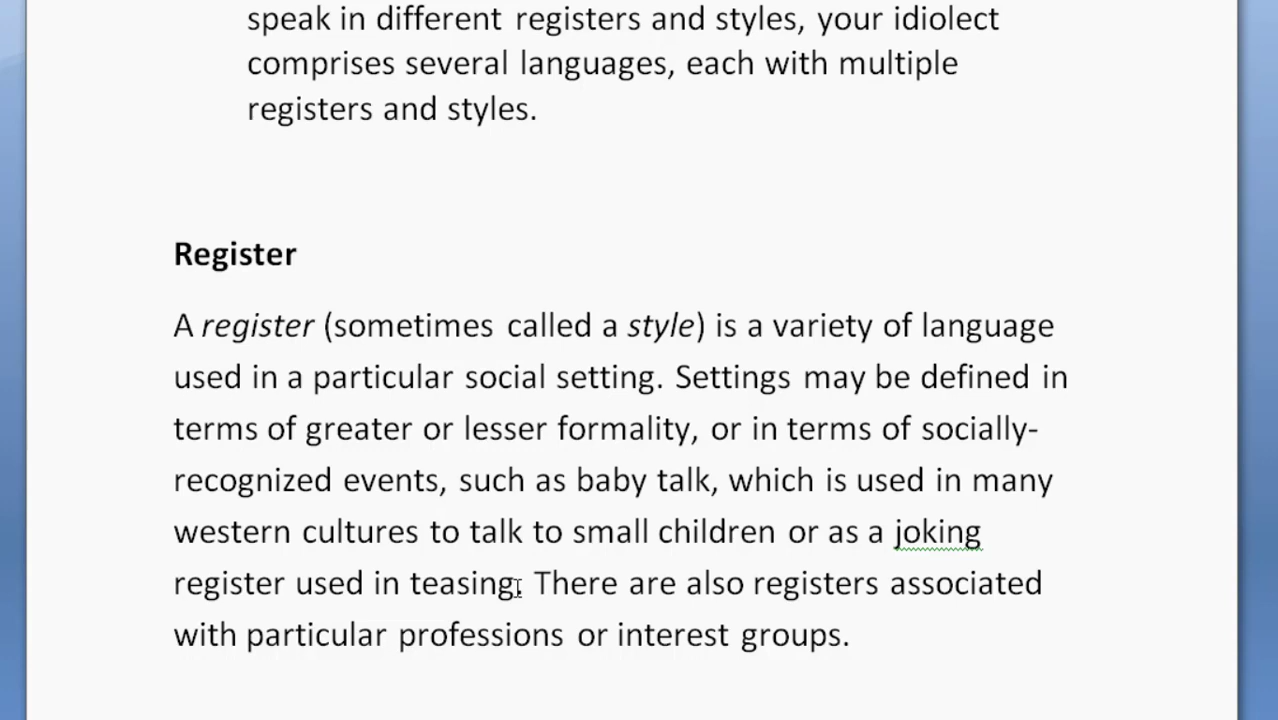 speak in different registers and styles, your idiolect
comprises several languages, each with multiple
registers and styles.
Register
A register (sometimes called a style) is a variety of language
used in a particular social setting. Settings may be defined in
terms of greater or lesser formality, or in terms of socially-
recognized events, such as baby talk, which is used in many
western cultures to talk to small children or as a joking
register used in teasing. There are also registers associated
with particular professions or interest groups.